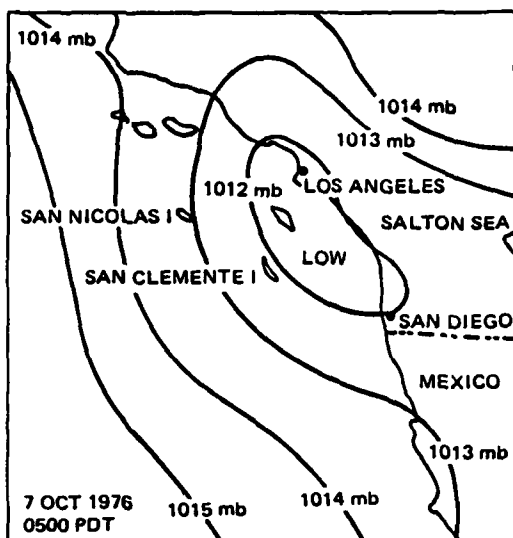 1014 mb
1014 mb
1013 mb
1012 mb
LOS ANGELES
SAN NICOLAS I
SALTON SEA
LOW
SAN CLEMENTE I
SAN DIEGO
MEXICO
1013 mb
7 OCT 1976
0500 PDT
1015 mb
1014 mb